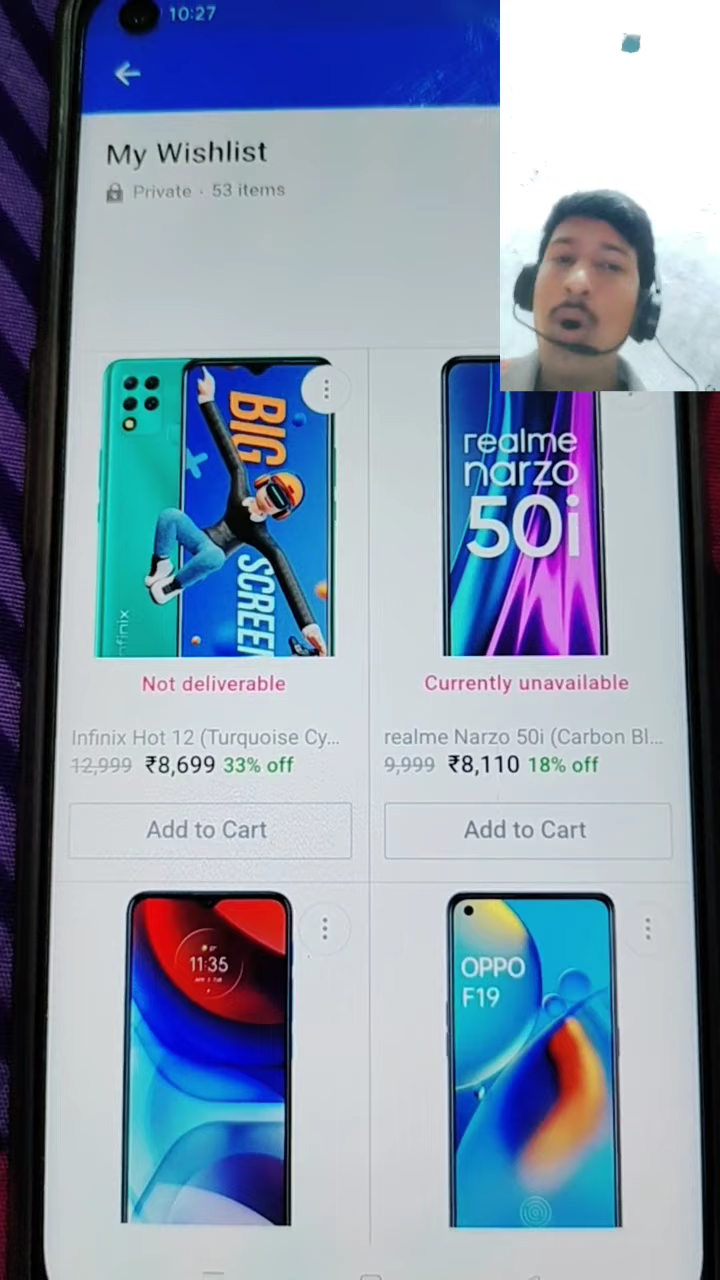 10:27
My Wishlist
Private · 53 items
BIG
SCREEN
realme
narzo
50i
Not deliverable
Currently unavailable
Infinix Hot 12 (Turquoise Cy...
realme Narzo 50i (Carbon Bl...
12,999 ₹8,699 33% off
9,999 ₹8,110 18% off
Add to Cart
Add to Cart
11:35
OPPO
F19